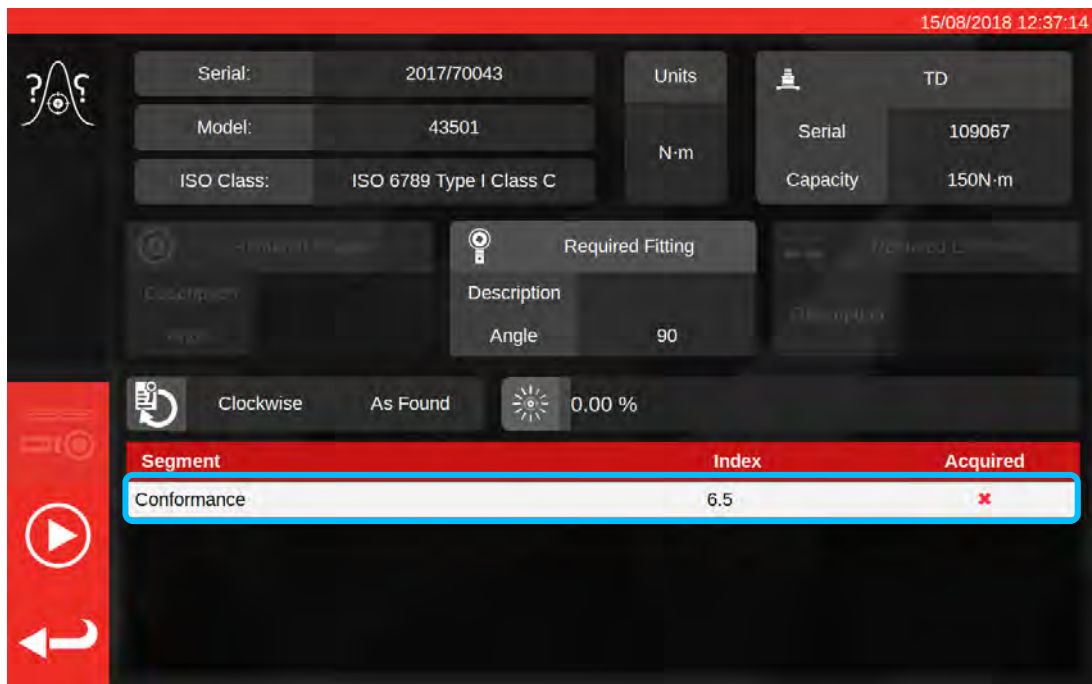 15/08/2018 12:37:14
Serial: 2017/70043
Model: 43501
ISO Class: ISO 6789 Type I Class C
Units
N·m
TD
Serial 109067
Capacity 150N·m
Required Fitting
Description
Angle 90
Description
Clockwise As Found 0.00 %
Segment Index Acquired
Conformance 6.5